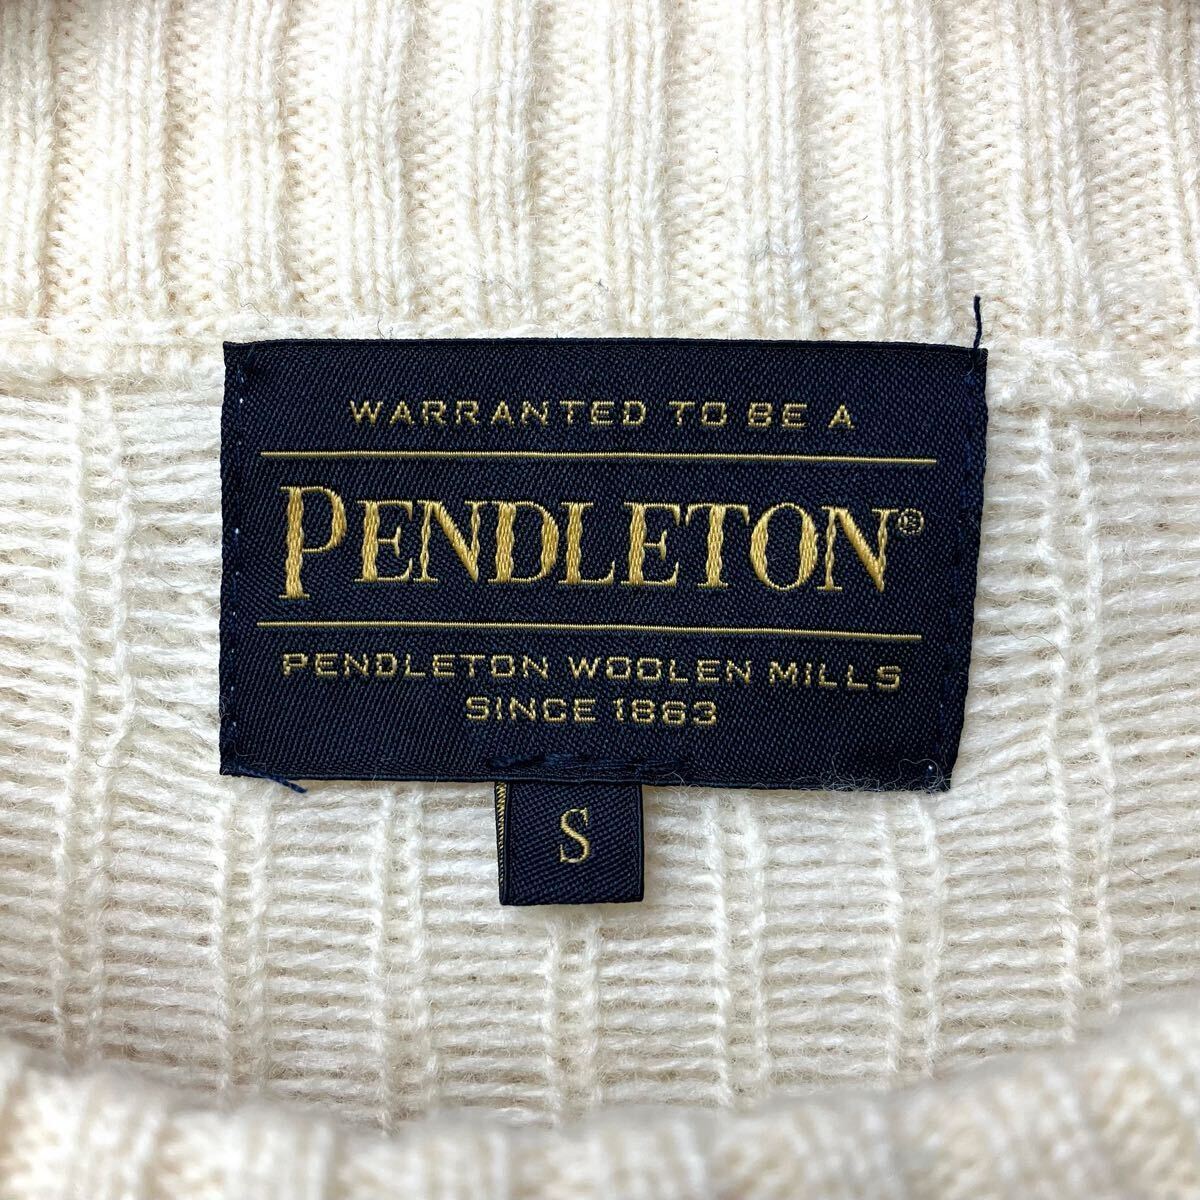 WARRANTED TO BE A
PENDLETON®
PENDLETON WOOLEN MILLS
SINCE 1863
S